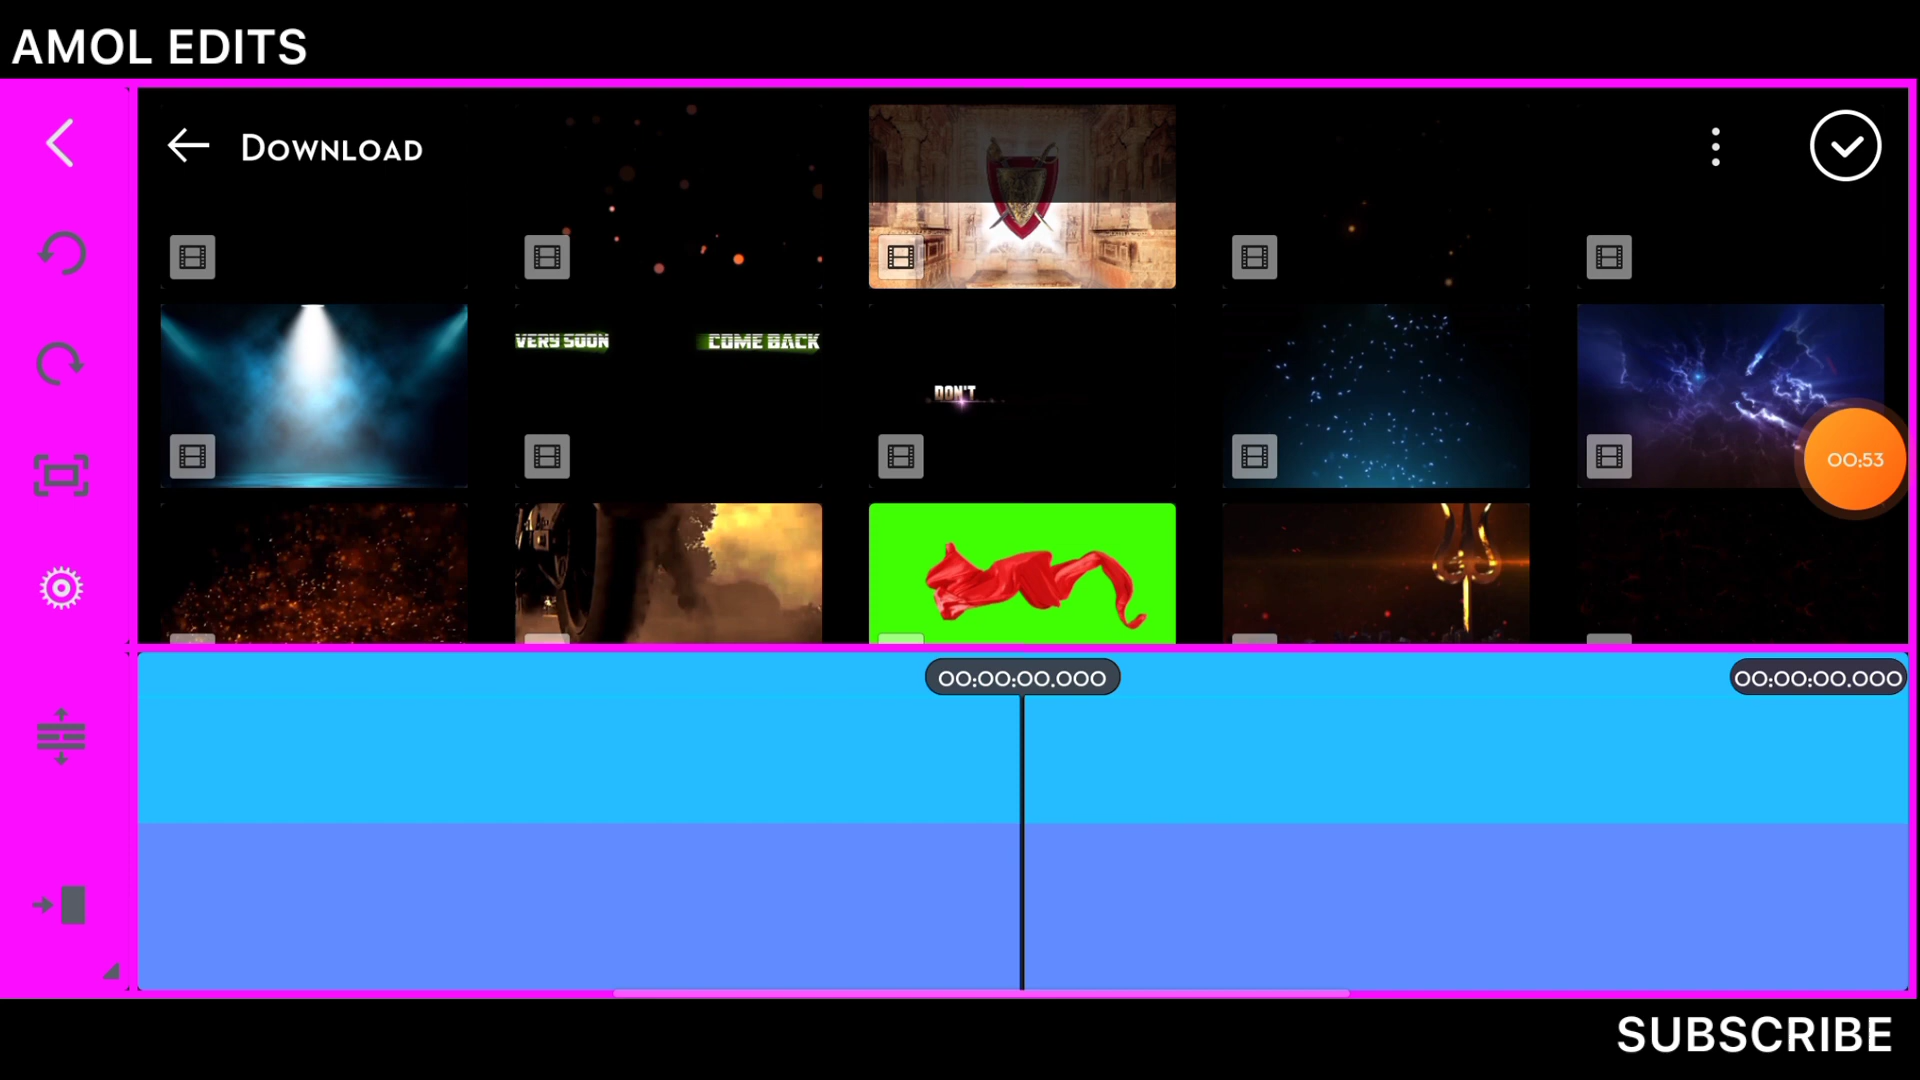 AMOL EDITS
DOWNLOAD
VERY SOON
COME BACK
DON'T
00:53
00:00:00.000
00:00:00.000
SUBSCRIBE